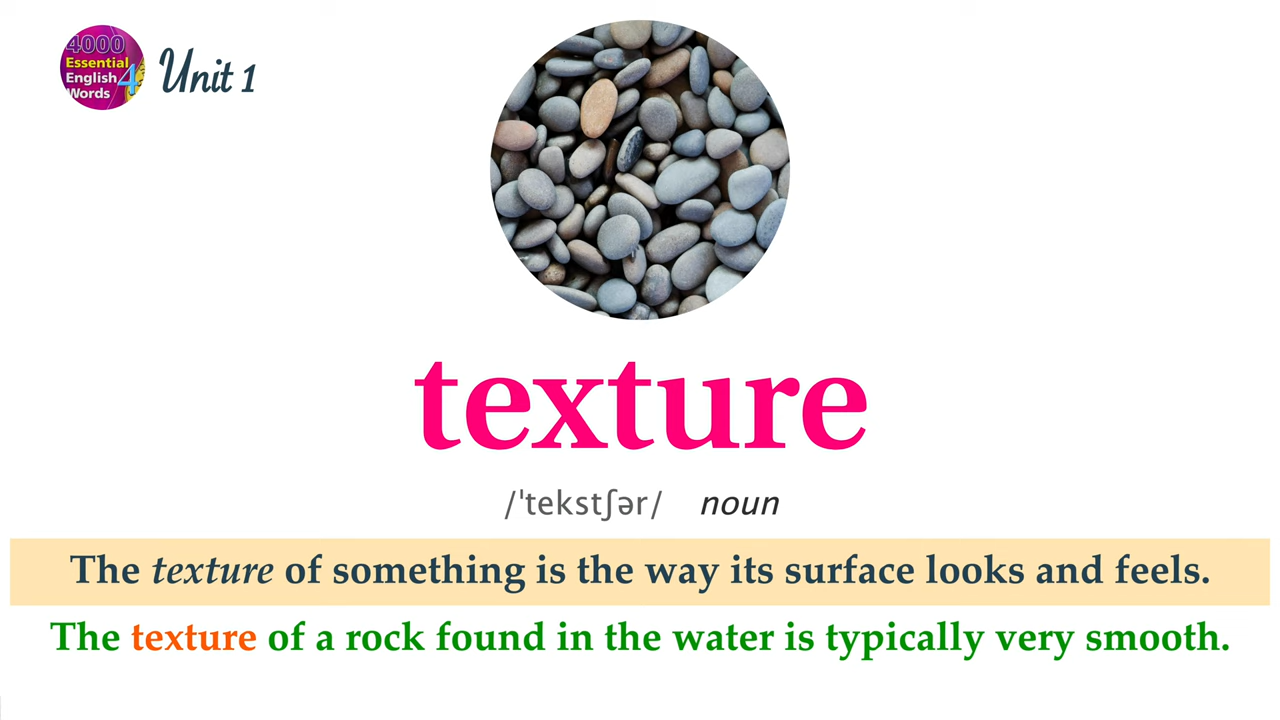 4000
Essential
English
Words
4
Unit 1
texture
/ˈtekstʃər/ noun
The texture of something is the way its surface looks and feels.
The texture of a rock found in the water is typically very smooth.